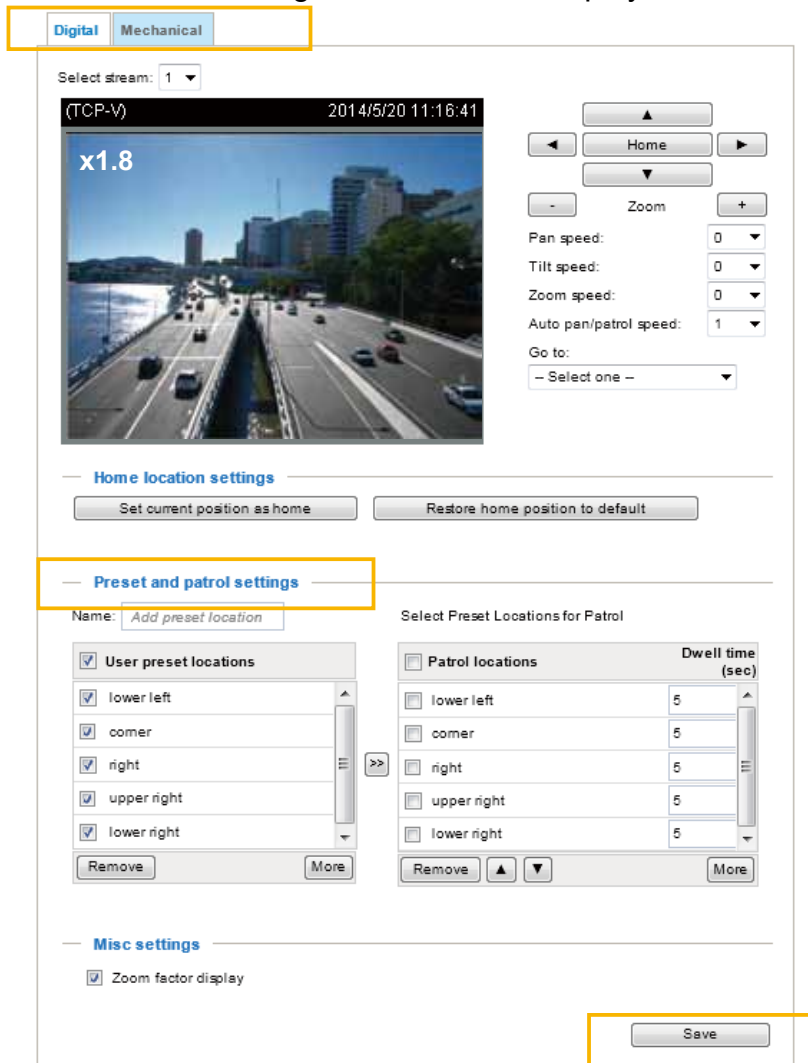 Digital Mechanical
Select stream: 1
(TCP-V) 2014/5/20 11:16:41
x1.8
Home
- Zoom +
Pan speed: 0
Tilt speed: 0
Zoom speed: 0
Auto pan/patrol speed: 1
Go to:
-- Select one --
Home location settings
Set current position as home Restore home position to default
Preset and patrol settings
Name: Add preset location Select Preset Locations for Patrol
User preset locations Patrol locations Dwell time
(sec)
lower left lower left 5
corner corner 5
right >> right 5
upper right upper right 5
lower right lower right 5
Remove More Remove ▲ ▼ More
Misc settings
Zoom factor display
Save